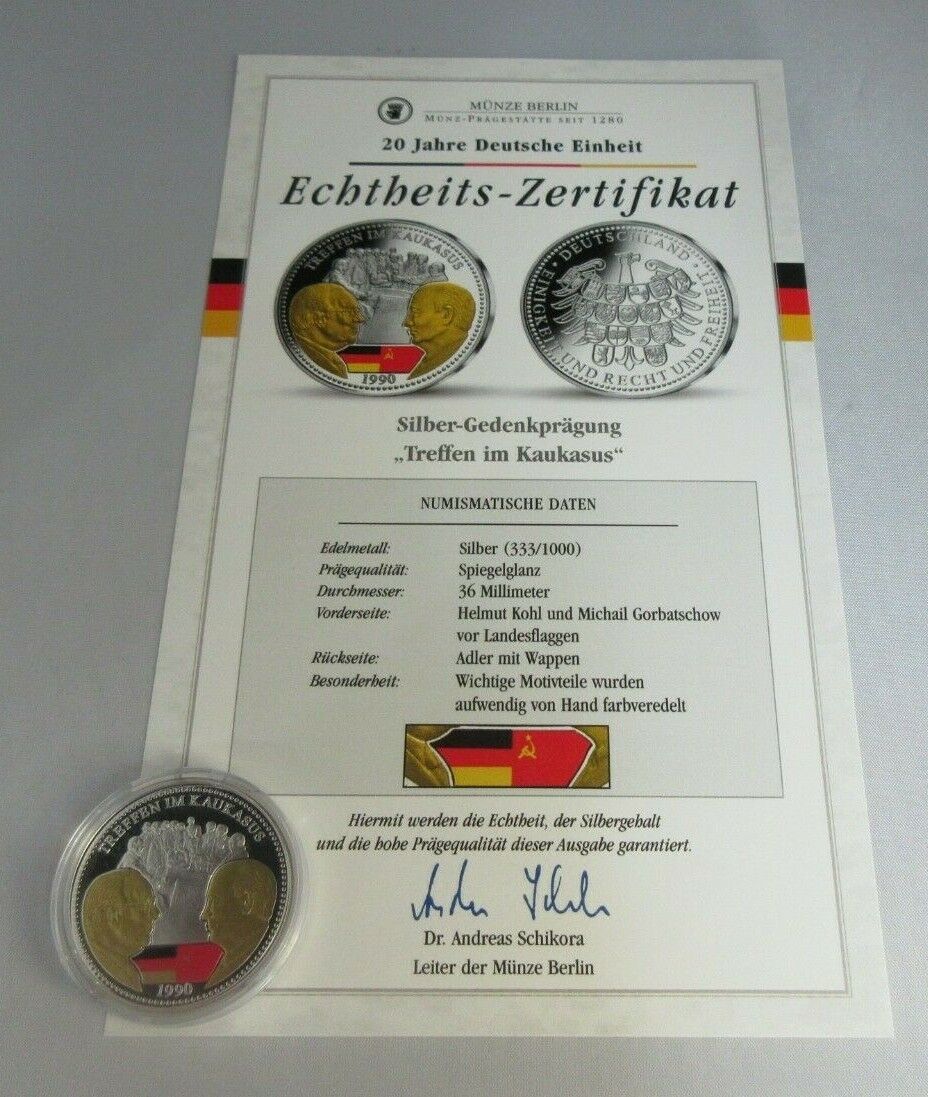 MÜNZE BERLIN
MÜNZ-PRÄGESTÄTTE SEIT 1280
20 Jahre Deutsche Einheit
Echtheits-Zertifikat
TREFFEN IM KAUKASUS
1990
DEUTSCHLAND
EINIGKEIT UND RECHT UND FREIHEIT
Silber-Gedenkprägung
„Treffen im Kaukasus“
NUMISMATISCHE DATEN
Edelmetall: Silber (333/1000)
Prägequalität: Spiegelglanz
Durchmesser: 36 Millimeter
Vorderseite: Helmut Kohl und Michail Gorbatschow
vor Landesflaggen
Rückseite: Adler mit Wappen
Besonderheit: Wichtige Motivteile wurden
aufwendig von Hand farbveredelt
Hiermit werden die Echtheit, der Silbergehalt
und die hohe Prägequalität dieser Ausgabe garantiert.
Dr. Andreas Schikora
Leiter der Münze Berlin
TREFFEN IM KAUKASUS
1990